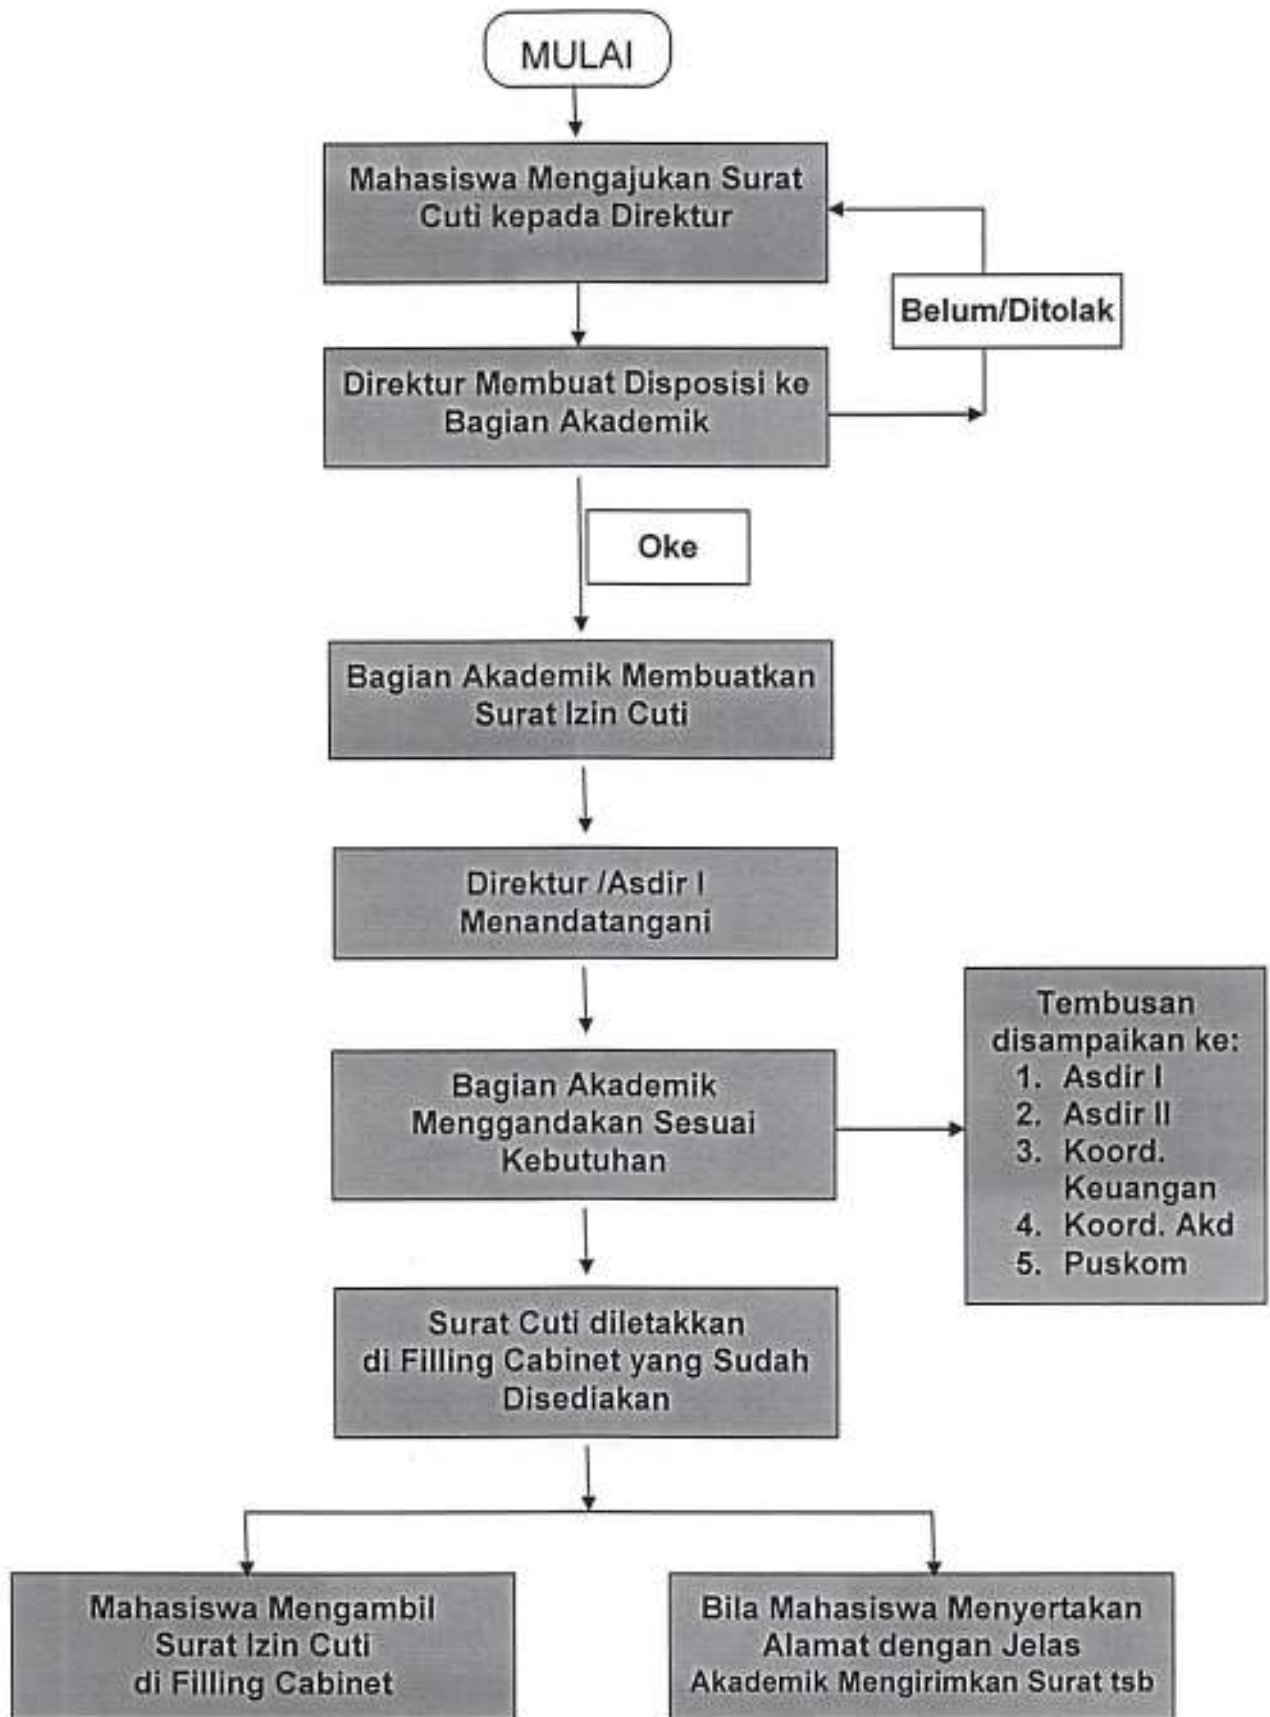 MULAI
Mahasiswa Mengajukan Surat
Cuti kepada Direktur
Belum/Ditolak
Direktur Membuat Disposisi ke
Bagian Akademik
Oke
Bagian Akademik Membuatkan
Surat Izin Cuti
Direktur /Asdir I
Menandatangani
Bagian Akademik
Menggandakan Sesuai
Kebutuhan
Tembusan
disampaikan ke:
1. Asdir I
2. Asdir II
3. Koord.
Keuangan
4. Koord. Akd
5. Puskom
Surat Cuti diletakkan
di Filling Cabinet yang Sudah
Disediakan
Mahasiswa Mengambil
Surat Izin Cuti
di Filling Cabinet
Bila Mahasiswa Menyertakan
Alamat dengan Jelas
Akademik Mengirimkan Surat tsb